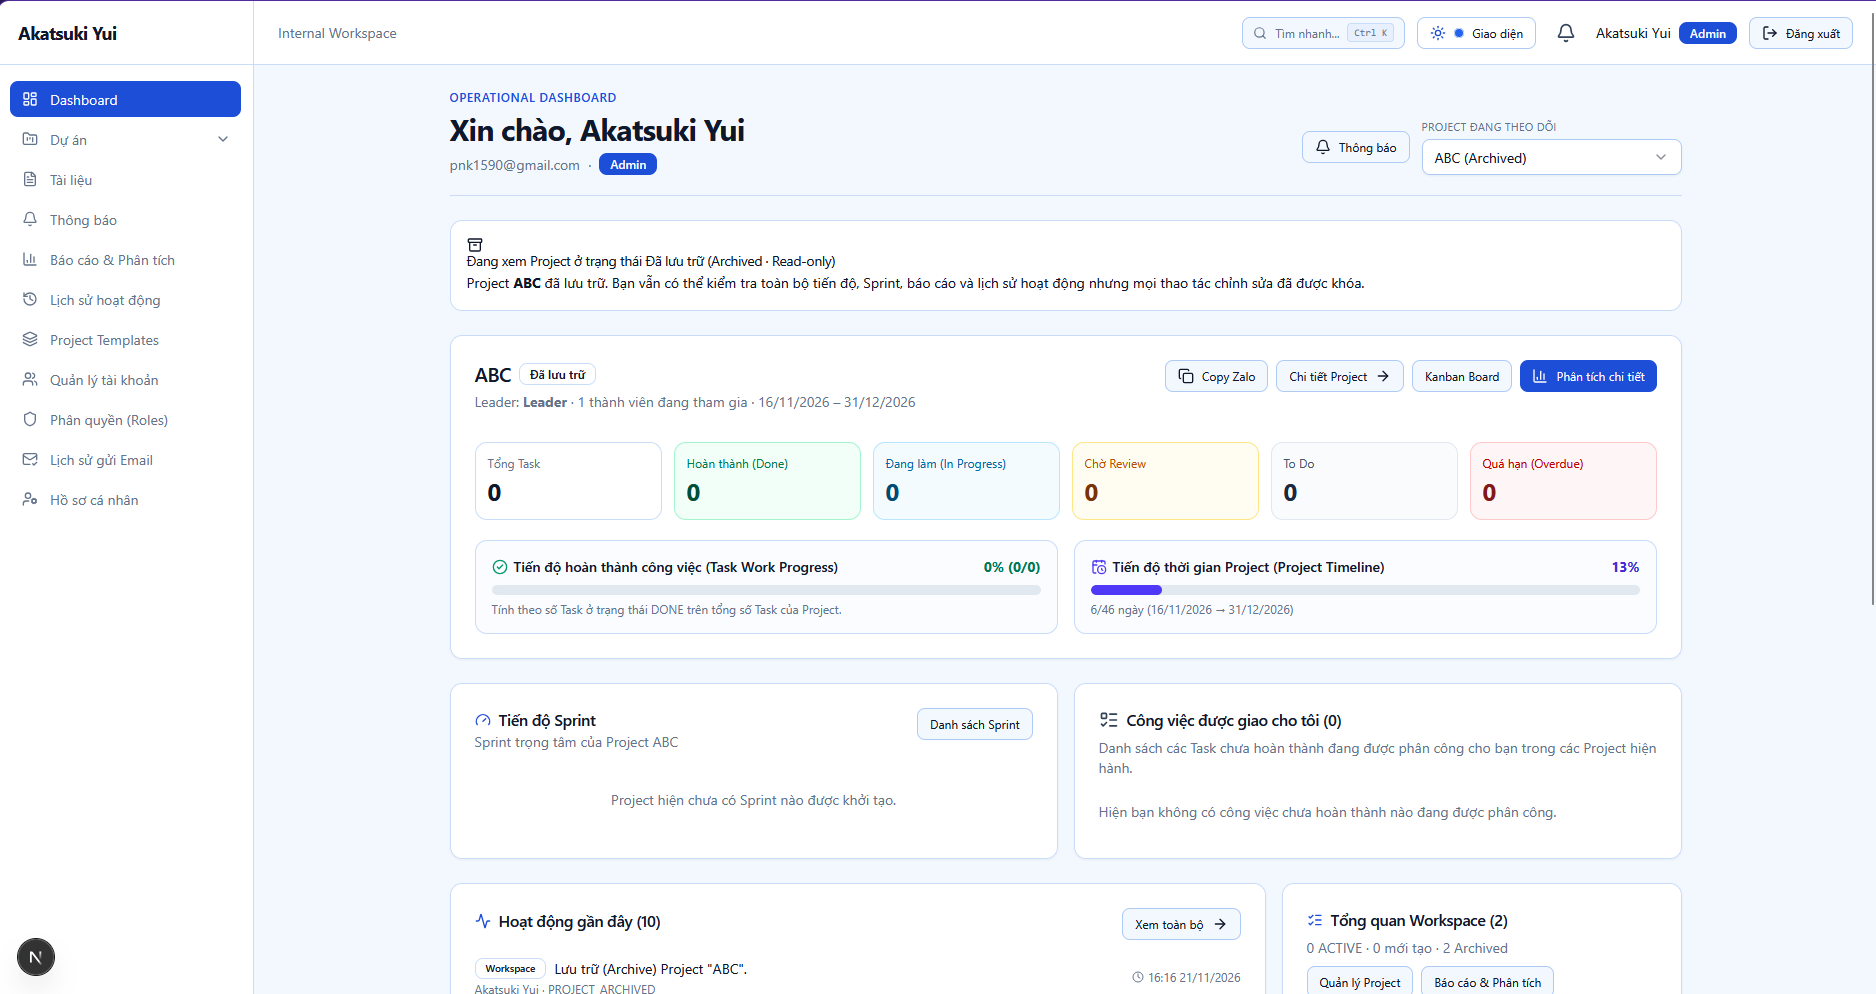 Akatsuki Yui
Internal Workspace
Tìm nhanh... Ctrl K
Giao diện
Akatsuki Yui Admin
Đăng xuất
Dashboard
Dự án
Tài liệu
Thông báo
Báo cáo & Phân tích
Lịch sử hoạt động
Project Templates
Quản lý tài khoản
Phân quyền (Roles)
Lịch sử gửi Email
Hồ sơ cá nhân
OPERATIONAL DASHBOARD
Xin chào, Akatsuki Yui
pnk1590@gmail.com · Admin
Thông báo
PROJECT ĐANG THEO DÕI
ABC (Archived)
Đang xem Project ở trạng thái Đã lưu trữ (Archived · Read-only)
Project ABC đã lưu trữ. Bạn vẫn có thể kiểm tra toàn bộ tiến độ, Sprint, báo cáo và lịch sử hoạt động nhưng mọi thao tác chỉnh sửa đã được khóa.
ABC Đã lưu trữ
Leader: Leader · 1 thành viên đang tham gia · 16/11/2026 – 31/12/2026
Copy Zalo
Chi tiết Project
Kanban Board
Phân tích chi tiết
Tổng Task
0
Hoàn thành (Done)
0
Đang làm (In Progress)
0
Chờ Review
0
To Do
0
Quá hạn (Overdue)
0
Tiến độ hoàn thành công việc (Task Work Progress) 0% (0/0)
Tính theo số Task ở trạng thái DONE trên tổng số Task của Project.
Tiến độ thời gian Project (Project Timeline) 13%
6/46 ngày (16/11/2026 → 31/12/2026)
Tiến độ Sprint
Sprint trọng tâm của Project ABC
Danh sách Sprint
Project hiện chưa có Sprint nào được khởi tạo.
Công việc được giao cho tôi (0)
Danh sách các Task chưa hoàn thành đang được phân công cho bạn trong các Project hiện
hành.
Hiện bạn không có công việc chưa hoàn thành nào đang được phân công.
Hoạt động gần đây (10)
Xem toàn bộ
Workspace Lưu trữ (Archive) Project "ABC".
Akatsuki Yui · PROJECT_ARCHIVED
16:16 21/11/2026
Tổng quan Workspace (2)
0 ACTIVE · 0 mới tạo · 2 Archived
Quản lý Project
Báo cáo & Phân tích
N